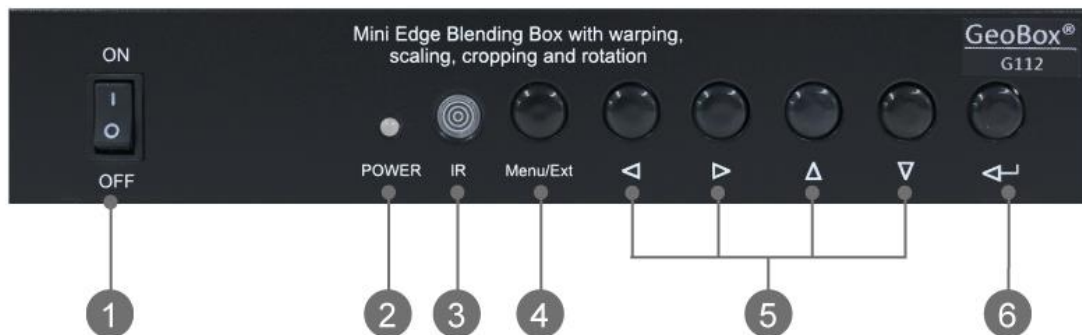 Mini Edge Blending Box with warping,
scaling, cropping and rotation
GeoBox®
G112
ON
I
O
OFF
POWER
IR
Menu/Ext
1
2
3
4
5
6